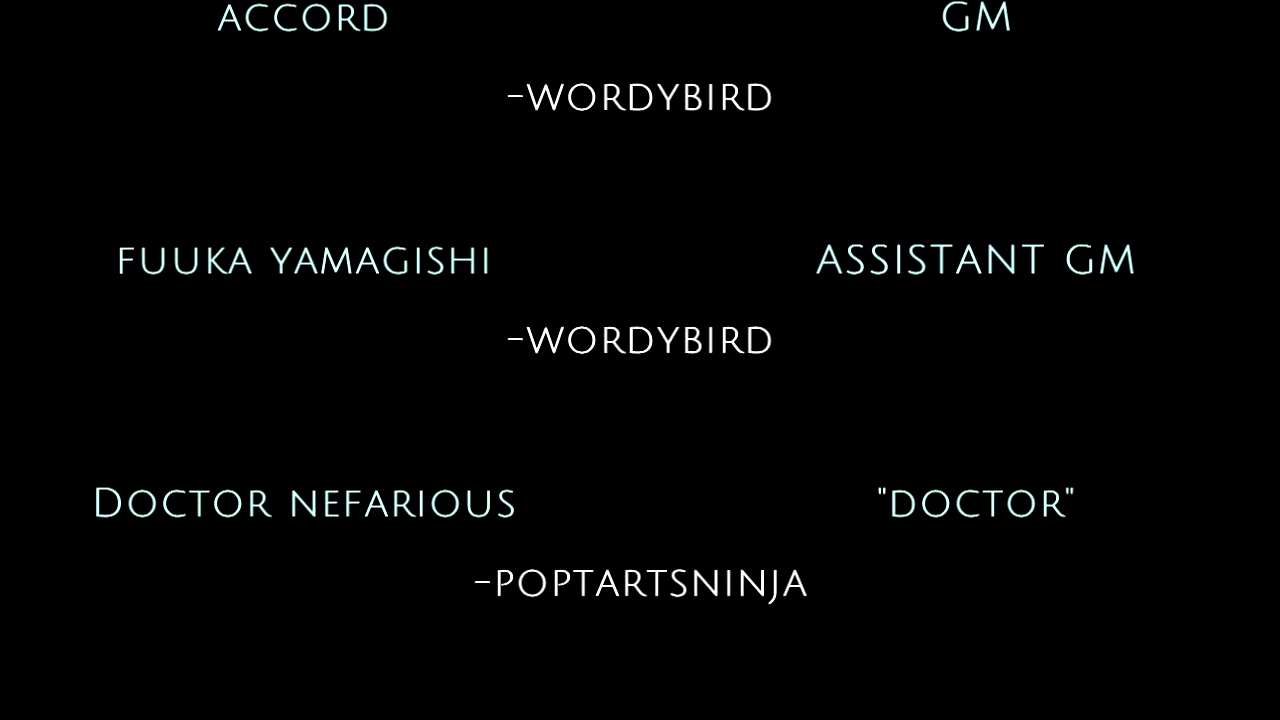 ACCORD GM
-WORDYBIRD
FUUKA YAMAGISHI ASSISTANT GM
-WORDYBIRD
DOCTOR NEFARIOUS "DOCTOR"
-POPTARTSNINJA